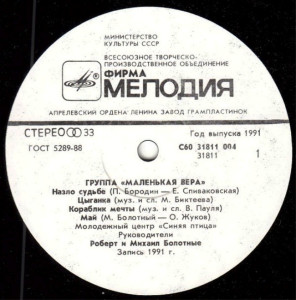 МИНИСТЕРСТВО
КУЛЬТУРЫ СССР
ВСЕСОЮЗНОЕ ТВОРЧЕСКО-
ПРОИЗВОДСТВЕННОЕ ОБЪЕДИНЕНИЕ
ФИРМА
МЕЛОДИЯ
АПРЕЛЕВСКИЙ ОРДЕНА ЛЕНИНА ЗАВОД ГРАМПЛАСТИНОК
СТЕРЕО 33
Год выпуска 1991
ГОСТ 5289-88
С60 31811 004
31811
1
ГРУППА «МАЛЕНЬКАЯ ВЕРА»
Назло судьбе (П. Бородин — Е. Спиваковская)
Цыганка (муз. и сл. М. Биктеева)
Кораблик мечты (муз. и сл. В. Пауля)
Май (М. Болотный — О. Жуков)
Молодежный центр «Синяя птица»
Руководители
Роберт и Михаил Болотные
Запись 1991 г.